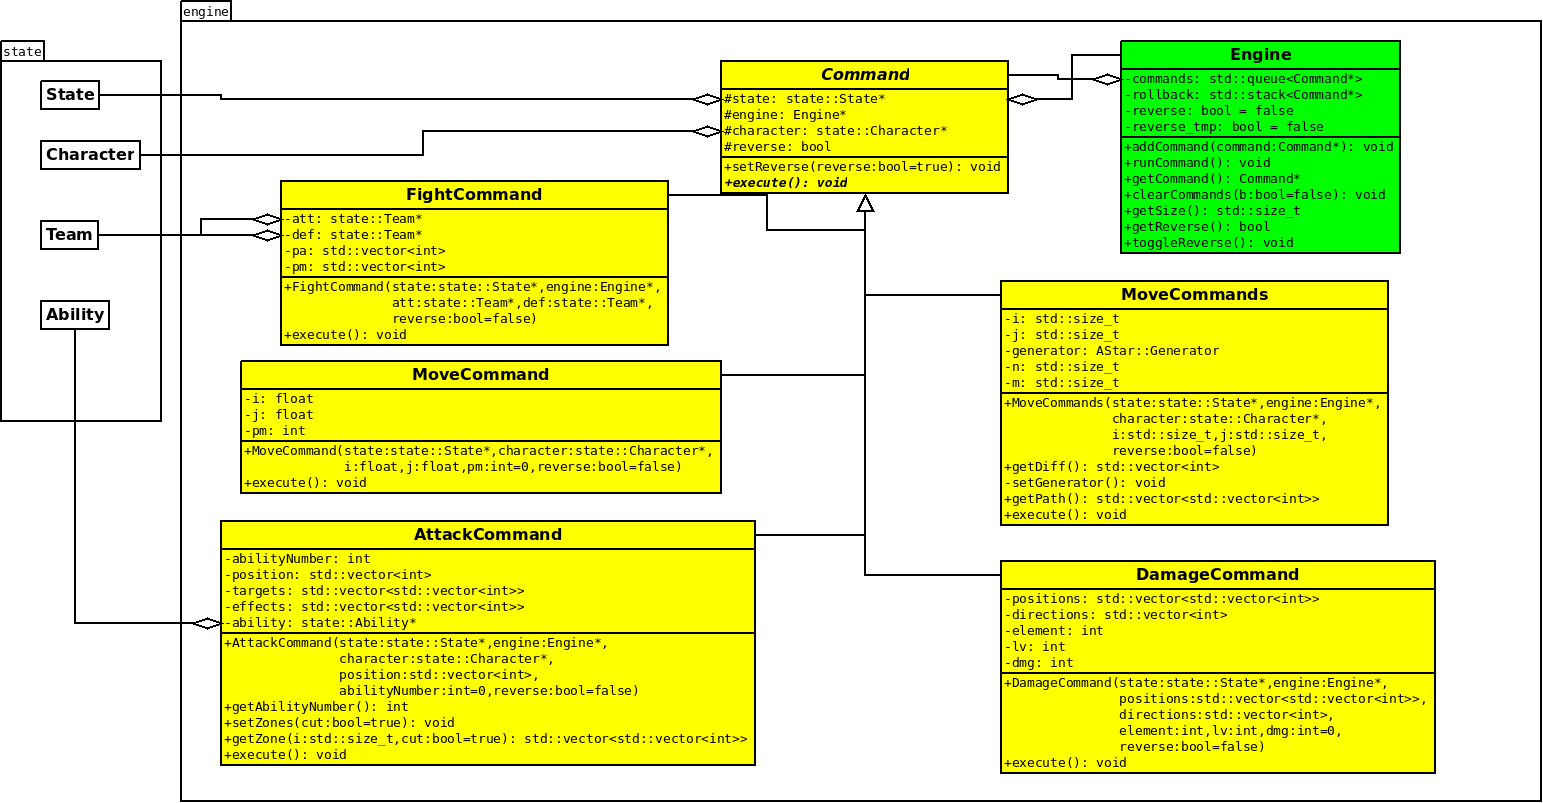 engine
state
State
Character
Team
Ability
Command
#state: state::State*
#engine: Engine*
#character: state::Character*
#reverse: bool
+setReverse(reverse:bool=true): void
+execute(): void
Engine
-commands: std::queue<Command*>
-rollback: std::stack<Command*>
-reverse: bool = false
-reverse_tmp: bool = false
+addCommand(command:Command*): void
+runCommand(): void
+getCommand(): Command*
+clearCommands(b:bool=false): void
+getSize(): std::size_t
+getReverse(): bool
+toggleReverse(): void
FightCommand
-att: state::Team*
-def: state::Team*
-pa: std::vector<int>
-pm: std::vector<int>
+FightCommand(state:state::State*,engine:Engine*,
att:state::Team*,def:state::Team*,
reverse:bool=false)
+execute(): void
MoveCommands
-i: std::size_t
-j: std::size_t
-generator: AStar::Generator
-n: std::size_t
-m: std::size_t
+MoveCommands(state:state::State*,engine:Engine*,
character:state::Character*,
i:std::size_t,j:std::size_t,
reverse:bool=false)
+getDiff(): std::vector<int>
-setGenerator(): void
+getPath(): std::vector<std::vector<int>>
+execute(): void
MoveCommand
-i: float
-j: float
-pm: int
+MoveCommand(state:state::State*,character:state::Character*,
i:float,j:float,pm:int=0,reverse:bool=false)
+execute(): void
AttackCommand
-abilityNumber: int
-position: std::vector<int>
-targets: std::vector<std::vector<int>>
-effects: std::vector<std::vector<int>>
-ability: state::Ability*
+AttackCommand(state:state::State*,engine:Engine*,
character:state::Character*,
position:std::vector<int>,
abilityNumber:int=0,reverse:bool=false)
+getAbilityNumber(): int
+setZones(cut:bool=true): void
+getZone(i:std::size_t,cut:bool=true): std::vector<std::vector<int>>
+execute(): void
DamageCommand
-positions: std::vector<std::vector<int>>
-directions: std::vector<int>
-element: int
-lv: int
-dmg: int
+DamageCommand(state:state::State*,engine:Engine*,
positions:std::vector<std::vector<int>>,
directions:std::vector<int>,
element:int,lv:int,dmg:int=0,
reverse:bool=false)
+execute(): void